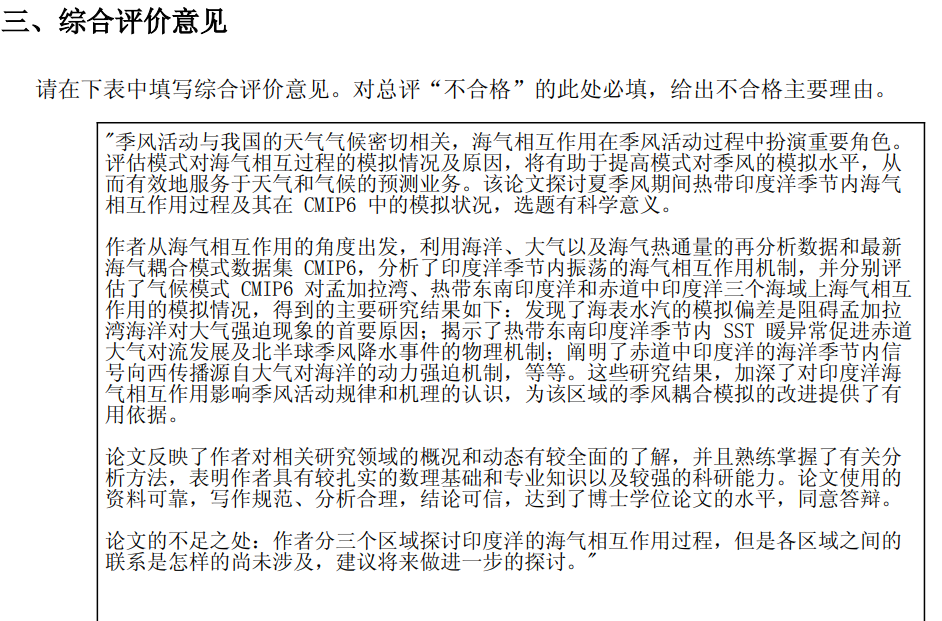 三、综合评价意见
请在下表中填写综合评价意见。对总评“不合格”的此处必填，给出不合格主要理由。
"季风活动与我国的天气气候密切相关，海气相互作用在季风活动过程中扮演重要角色。
评估模式对海气相互过程的模拟情况及原因，将有助于提高模式对季风的模拟水平，从
而有效地服务于天气和气候的预测业务。该论文探讨夏季风期间热带印度洋季节内海气
相互作用过程及其在 CMIP6 中的模拟状况，选题有科学意义。
作者从海气相互作用的角度出发，利用海洋、大气以及海气热通量的再分析数据和最新
海气耦合模式数据集 CMIP6，分析了印度洋季节内振荡的海气相互作用机制，并分别评
估了气候模式 CMIP6 对孟加拉湾、热带东南印度洋和赤道中印度洋三个海域上海气相互
作用的模拟情况，得到的主要研究结果如下：发现了海表水汽的模拟偏差是阻碍孟加拉
湾海洋对大气强迫现象的首要原因；揭示了热带东南印度洋季节内 SST 暖异常促进赤道
大气对流发展及北半球季风降水事件的物理机制；阐明了赤道中印度洋的海洋季节内信
号向西传播源自大气对海洋的动力强迫机制，等等。这些研究结果，加深了对印度洋海
气相互作用影响季风活动规律和机理的认识，为该区域的季风耦合模拟的改进提供了有
用依据。
论文反映了作者对相关研究领域的概况和动态有较全面的了解，并且熟练掌握了有关分
析方法，表明作者具有较扎实的数理基础和专业知识以及较强的科研能力。论文使用的
资料可靠，写作规范、分析合理，结论可信，达到了博士学位论文的水平，同意答辩。
论文的不足之处：作者分三个区域探讨印度洋的海气相互作用过程，但是各区域之间的
联系是怎样的尚未涉及，建议将来做进一步的探讨。"